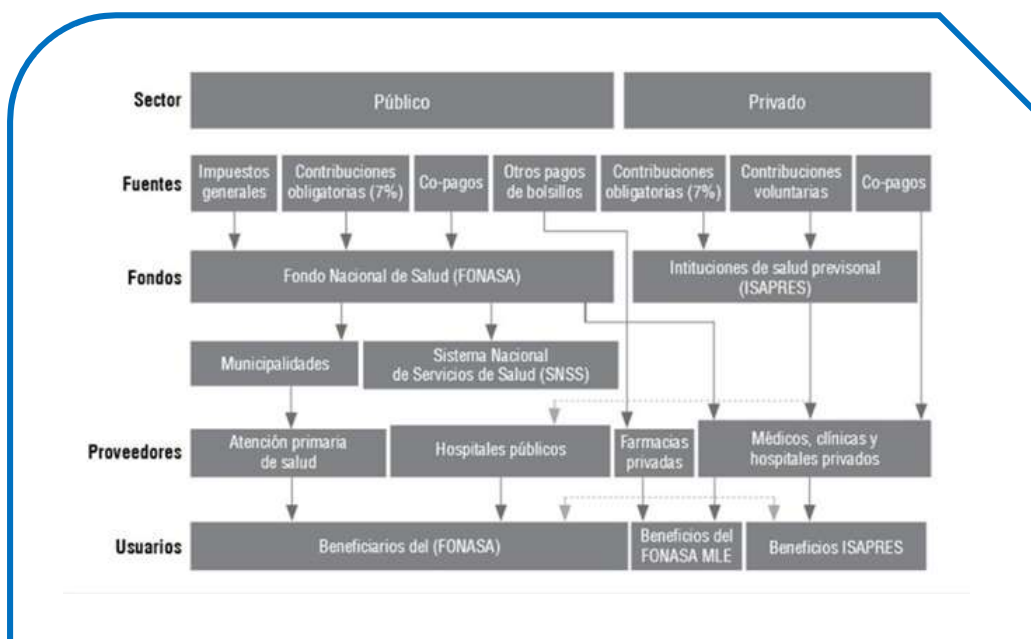 Sector
Público
Privado
Fuentes
Impuestos
generales
Contribuciones
obligatorias (7%)
Co-pagos
Otros pagos
de bolsillos
Contribuciones
obligatorias (7%)
Contribuciones
voluntarias
Co-pagos
Fondos
Fondo Nacional de Salud (FONASA)
Intituciones de salud previsonal
(ISAPRES)
Municipalidades
Sistema Nacional
de Servicios de Salud (SNSS)
Proveedores
Atención primaria
de salud
Hospitales públicos
Farmacias
privadas
Médicos, clínicas y
hospitales privados
Usuarios
Beneficiarios del (FONASA)
Beneficios del
FONASA MLE
Beneficios ISAPRES